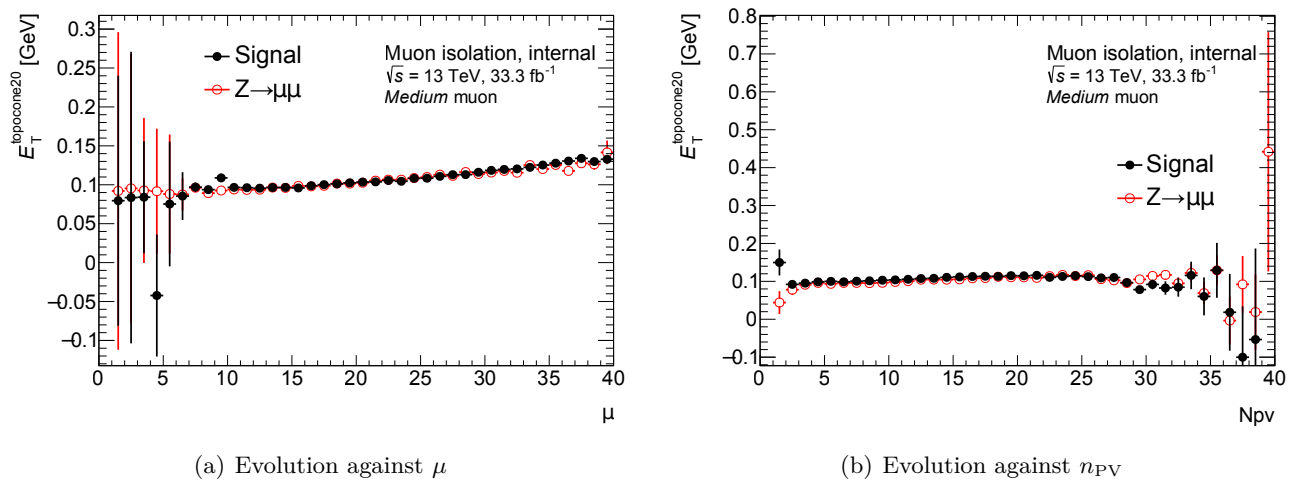 E_T^topocone20 [GeV]
0.3
0.25
0.2
0.15
0.1
0.05
0
−0.05
−0.1
Signal
Z→μμ
Muon isolation, internal
√s = 13 TeV, 33.3 fb⁻¹
Medium muon
0 5 10 15 20 25 30 35 40
μ
(a) Evolution against μ
E_T^topocone20 [GeV]
0.8
0.7
0.6
0.5
0.4
0.3
0.2
0.1
0
−0.1
Muon isolation, internal
√s = 13 TeV, 33.3 fb⁻¹
Medium muon
Signal
Z→μμ
0 5 10 15 20 25 30 35 40
Npv
(b) Evolution against n_PV